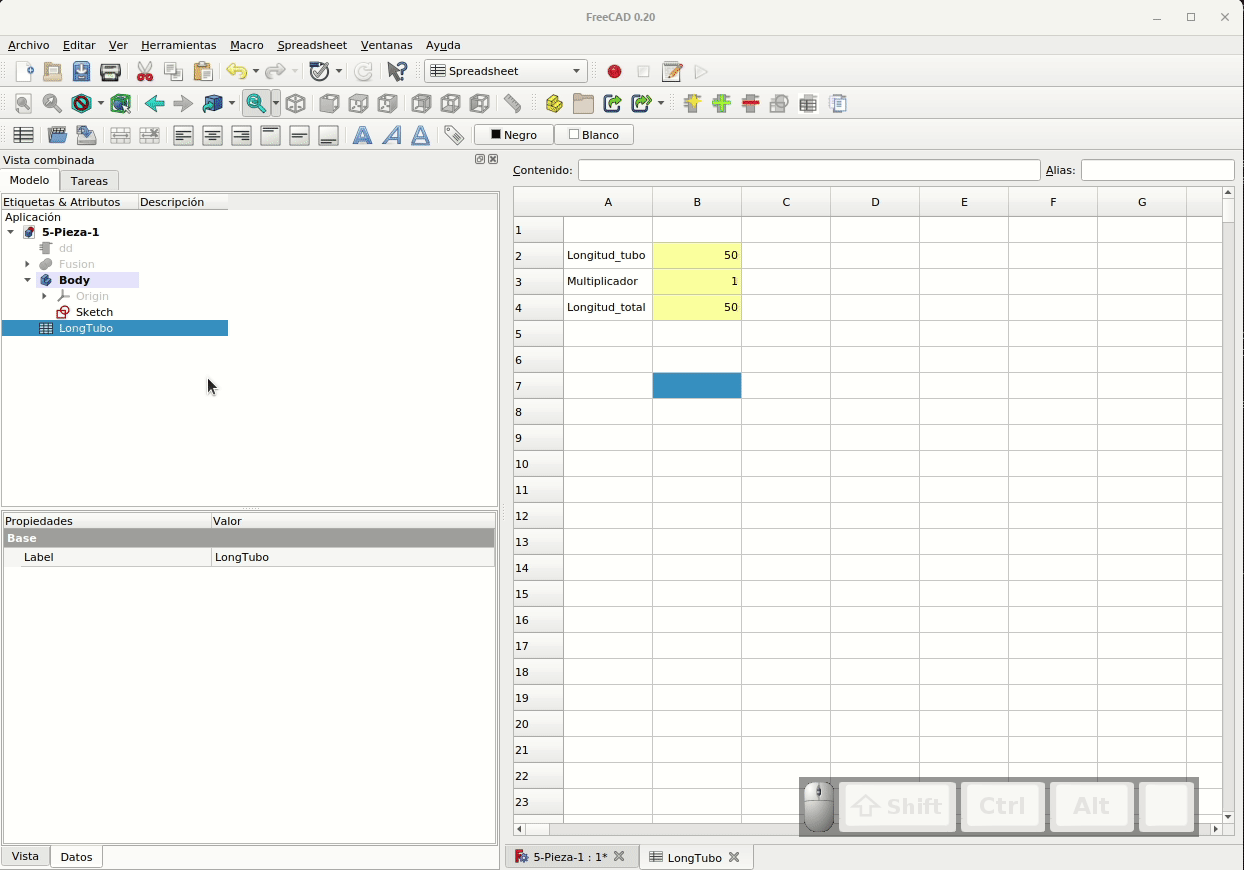 FreeCAD 0.20
Archivo Editar Ver Herramientas Macro Spreadsheet Ventanas Ayuda
Spreadsheet
Negro Blanco
Vista combinada
Modelo Tareas
Etiquetas & Atributos Descripción
Aplicación
5-Pieza-1
dd
Fusion
Body
Origin
Sketch
LongTubo
Propiedades Valor
Base
Label LongTubo
Vista Datos
Contenido: Alias:
A B C D E F G
1
2 Longitud_tubo 50
3 Multiplicador 1
4 Longitud_total 50
5
6
7
8
9
10
11
12
13
14
15
16
17
18
19
20
21
22
23
Shift Ctrl Alt
5-Pieza-1 : 1* LongTubo